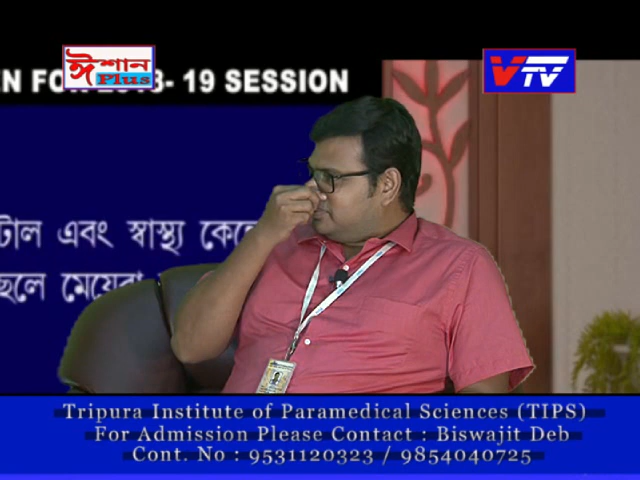 ঈশান
Plus
VTV
FOR 2018- 19 SESSION
এবং স্বাস্থ্য
মেয়েরা
Tripura Institute of Paramedical Sciences (TIPS)
For Admission Please Contact : Biswajit Deb
Cont. No : 9531120323 / 9854040725